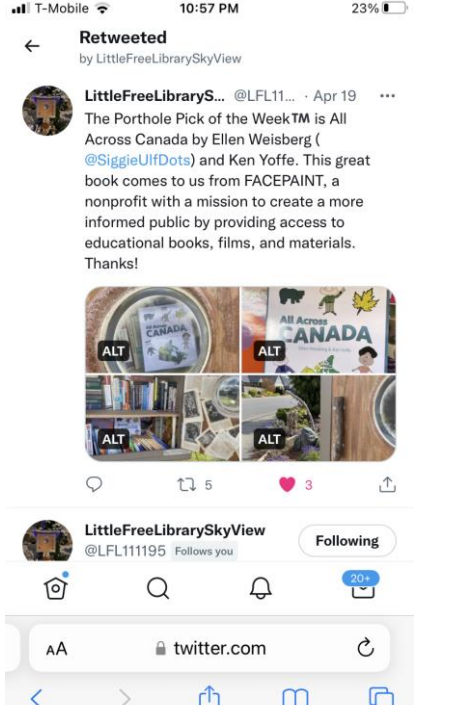 T-Mobile 10:57 PM 23%
Retweeted
by LittleFreeLibrarySkyView
LittleFreeLibraryS... @LFL11... · Apr 19 ...
The Porthole Pick of the Week™ is All
Across Canada by Ellen Weisberg (
@SiggieUlfDots) and Ken Yoffe. This great
book comes to us from FACEPAINT, a
nonprofit with a mission to create a more
informed public by providing access to
educational books, films, and materials.
Thanks!
All Across
CANADA
ALT
All Across
CANADA
ALT
ALT
ALT
5 3
LittleFreeLibrarySkyView
@LFL111195 Follows you
Following
20+
AA twitter.com